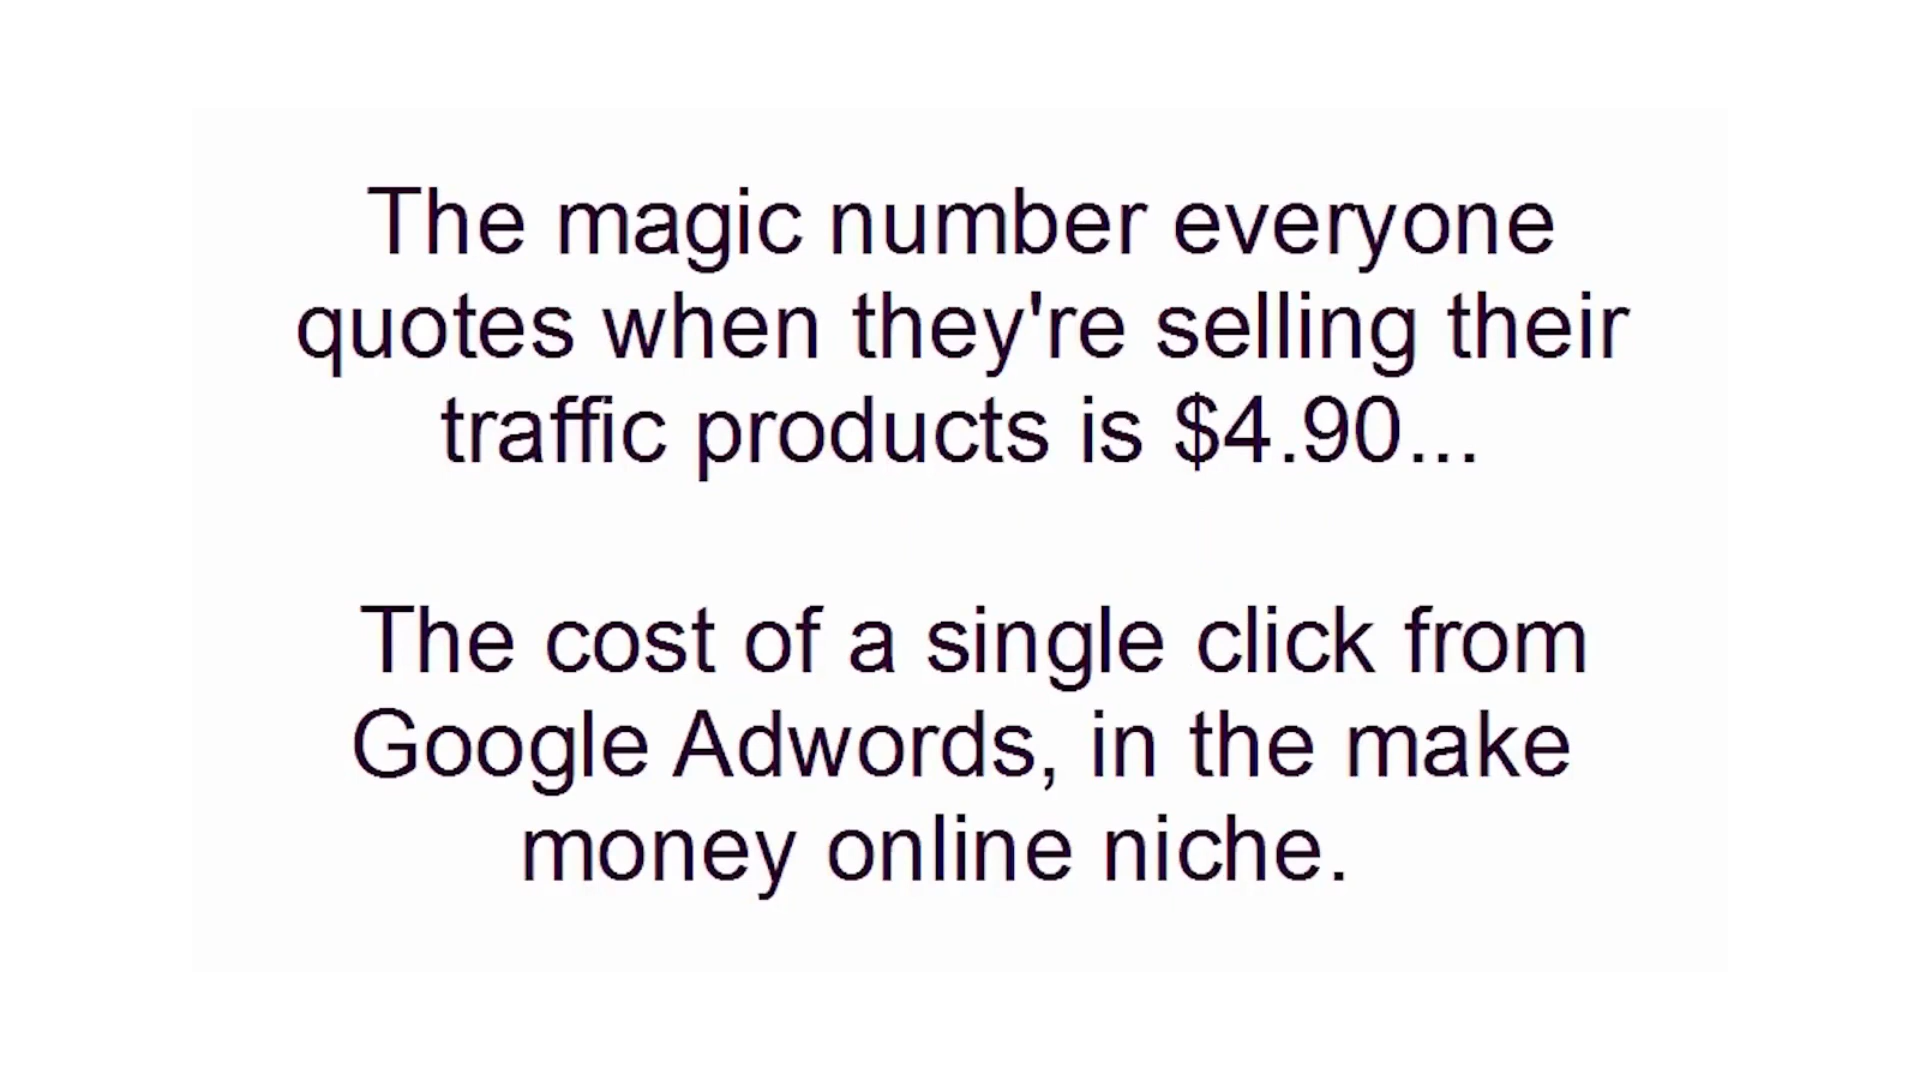 The magic number everyone
quotes when they're selling their
traffic products is $4.90...
The cost of a single click from
Google Adwords, in the make
money online niche.